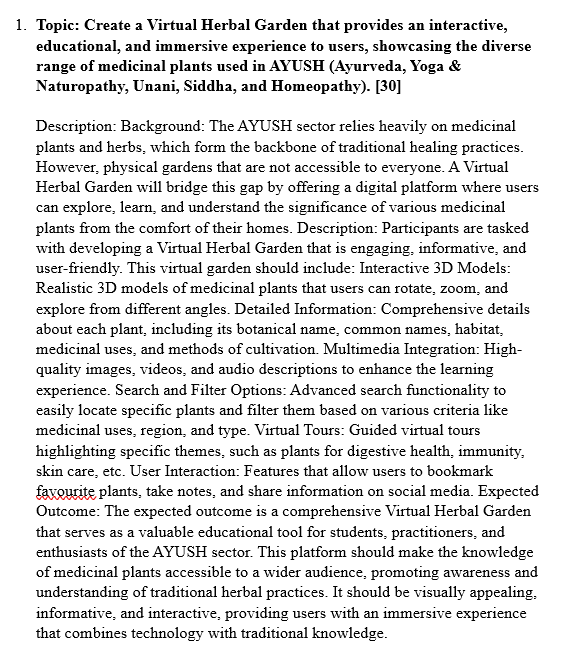 1. Topic: Create a Virtual Herbal Garden that provides an interactive,
educational, and immersive experience to users, showcasing the diverse
range of medicinal plants used in AYUSH (Ayurveda, Yoga &
Naturopathy, Unani, Siddha, and Homeopathy). [30]
Description: Background: The AYUSH sector relies heavily on medicinal
plants and herbs, which form the backbone of traditional healing practices.
However, physical gardens that are not accessible to everyone. A Virtual
Herbal Garden will bridge this gap by offering a digital platform where users
can explore, learn, and understand the significance of various medicinal
plants from the comfort of their homes. Description: Participants are tasked
with developing a Virtual Herbal Garden that is engaging, informative, and
user-friendly. This virtual garden should include: Interactive 3D Models:
Realistic 3D models of medicinal plants that users can rotate, zoom, and
explore from different angles. Detailed Information: Comprehensive details
about each plant, including its botanical name, common names, habitat,
medicinal uses, and methods of cultivation. Multimedia Integration: High-
quality images, videos, and audio descriptions to enhance the learning
experience. Search and Filter Options: Advanced search functionality to
easily locate specific plants and filter them based on various criteria like
medicinal uses, region, and type. Virtual Tours: Guided virtual tours
highlighting specific themes, such as plants for digestive health, immunity,
skin care, etc. User Interaction: Features that allow users to bookmark
favourite plants, take notes, and share information on social media. Expected
Outcome: The expected outcome is a comprehensive Virtual Herbal Garden
that serves as a valuable educational tool for students, practitioners, and
enthusiasts of the AYUSH sector. This platform should make the knowledge
of medicinal plants accessible to a wider audience, promoting awareness and
understanding of traditional herbal practices. It should be visually appealing,
informative, and interactive, providing users with an immersive experience
that combines technology with traditional knowledge.